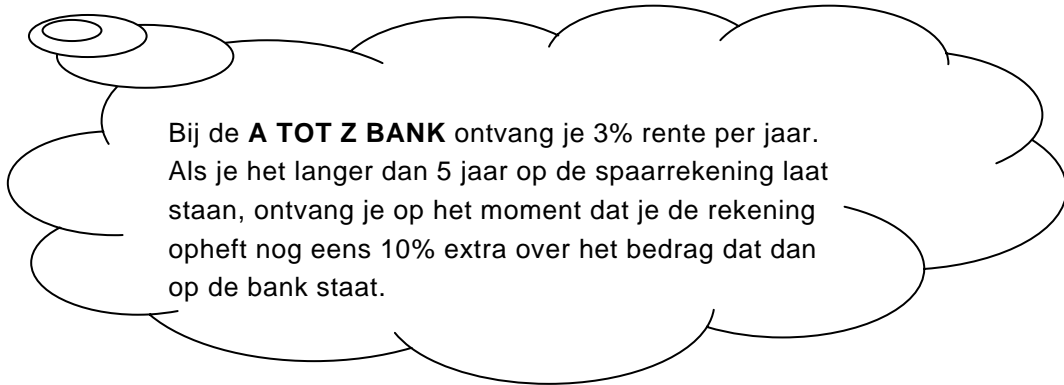 Bij de A TOT Z BANK ontvang je 3% rente per jaar.
Als je het langer dan 5 jaar op de spaarrekening laat
staan, ontvang je op het moment dat je de rekening
opheft nog eens 10% extra over het bedrag dat dan
op de bank staat.